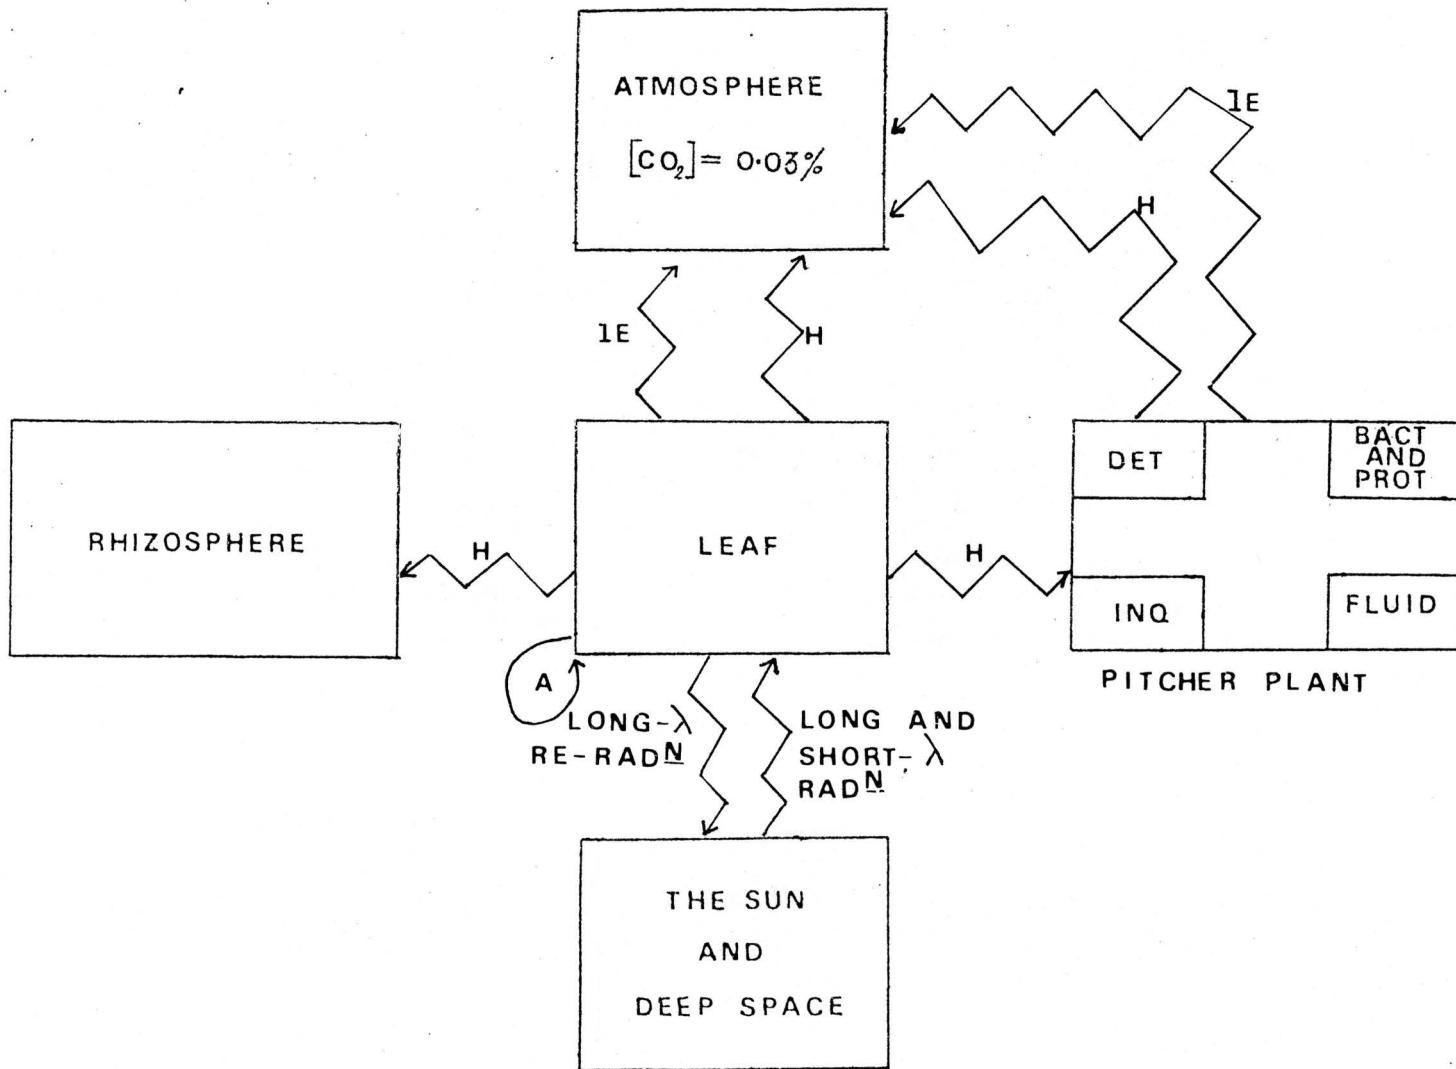 ATMOSPHERE
[CO₂] = 0·03%
lE
H
lE
H
RHIZOSPHERE
H
LEAF
H
DET
BACT
AND
PROT
INQ
FLUID
PITCHER PLANT
A
LONG-λ
RE-RADN
LONG AND
SHORT-λ
RADN
THE SUN
AND
DEEP SPACE